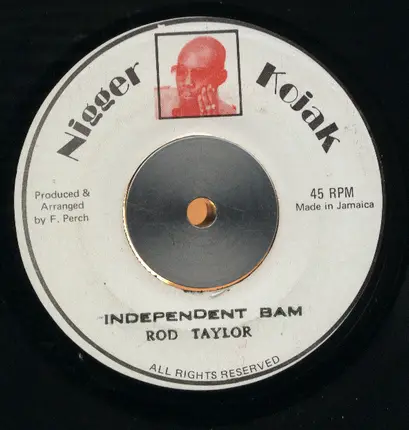 Nigger Kojak
Produced &
Arranged
by F. Perch
45 RPM
Made in Jamaica
INDEPENDENT BAM
ROD TAYLOR
ALL RIGHTS RESERVED